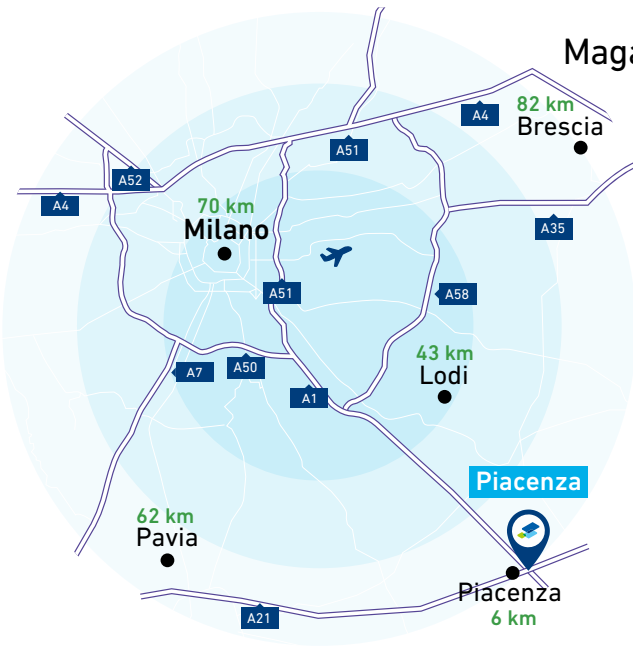 Maga
82 km
A4
Brescia
A51
A52
A4
70 km
Milano
A35
A51
A58
43 km
Lodi
A7
A50
A1
Piacenza
62 km
Pavia
Piacenza
6 km
A21